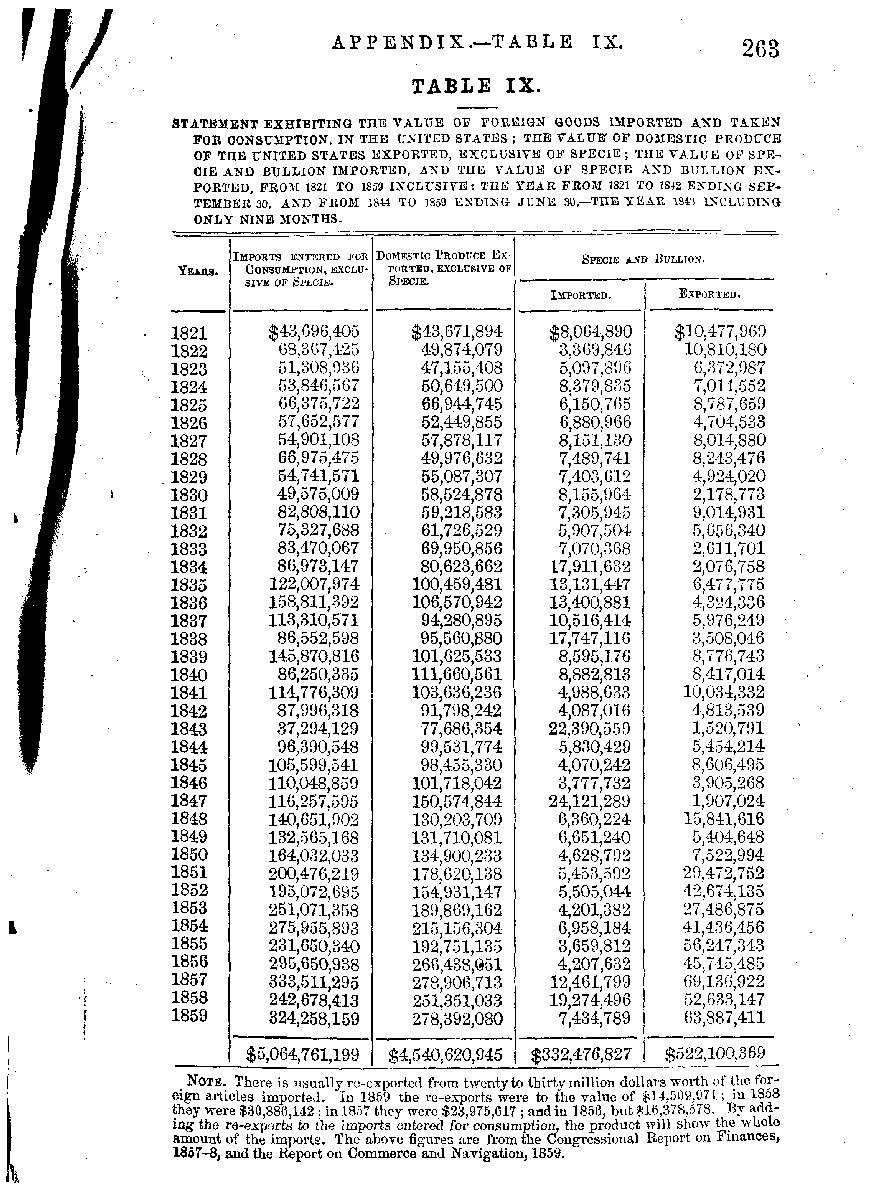 APPENDIX.—TABLE IX. 263
TABLE IX.
STATEMENT EXHIBITING THE VALUE OF FOREIGN GOODS IMPORTED AND TAKEN
FOR CONSUMPTION, IN THE UNITED STATES; THE VALUE OF DOMESTIC PRODUCE
OF THE UNITED STATES EXPORTED, EXCLUSIVE OF SPECIE; THE VALUE OF SPE-
CIE AND BULLION IMPORTED, AND THE VALUE OF SPECIE AND BULLION EX-
PORTED, FROM 1821 TO 1859 INCLUSIVE: THE YEAR FROM 1821 TO 1842 ENDING SEP-
TEMBER 30, AND FROM 1844 TO 1859 ENDING JUNE 30.—THE YEAR 1843 INCLUDING
ONLY NINE MONTHS.
YEARS. IMPORTS ENTERED FOR CONSUMPTION, EXCLU-SIVE OF SPECIE. DOMESTIC PRODUCE EX-PORTED, EXCLUSIVE OF SPECIE. SPECIE AND BULLION.
IMPORTED. EXPORTED.
1821 $43,696,405 $43,671,894 $8,064,890 $10,477,969
1822 68,367,425 49,874,079 3,369,846 10,810,180
1823 51,308,936 47,155,408 5,097,896 6,372,987
1824 53,846,567 50,649,500 8,379,835 7,014,552
1825 66,375,722 66,944,745 6,150,765 8,787,659
1826 57,652,577 52,449,855 6,880,966 4,704,533
1827 54,901,108 57,878,117 8,151,130 8,014,880
1828 66,975,475 49,976,632 7,489,741 8,243,476
1829 54,741,571 55,087,307 7,403,612 4,924,020
1830 49,575,009 58,524,878 8,155,964 2,178,773
1831 82,808,110 59,218,583 7,305,945 9,014,931
1832 75,327,688 61,726,529 5,907,504 5,656,340
1833 83,470,067 69,950,856 7,070,368 2,611,701
1834 86,973,147 80,623,662 17,911,632 2,076,758
1835 122,007,974 100,459,481 13,131,447 6,477,775
1836 158,811,392 106,570,942 13,400,881 4,324,336
1837 113,310,571 94,280,895 10,516,414 5,976,249
1838 86,552,598 95,560,880 17,747,116 3,508,046
1839 145,870,816 101,625,533 8,595,176 8,776,743
1840 86,250,335 111,660,561 8,882,813 8,417,014
1841 114,776,309 103,636,236 4,988,633 10,034,332
1842 87,996,318 91,798,242 4,087,016 4,813,539
1843 37,294,129 77,686,354 22,390,559 1,520,791
1844 96,390,548 99,531,774 5,830,429 5,454,214
1845 105,599,541 98,455,330 4,070,242 8,606,495
1846 110,048,859 101,718,042 3,777,732 3,905,268
1847 116,257,595 150,574,844 24,121,289 1,907,024
1848 140,651,902 130,203,709 6,360,224 15,841,616
1849 132,565,168 131,710,081 6,651,240 5,404,648
1850 164,032,033 134,900,233 4,628,792 7,522,994
1851 200,476,219 178,620,138 5,453,592 29,472,752
1852 195,072,695 154,931,147 5,505,044 42,674,135
1853 251,071,358 189,869,162 4,201,382 27,486,875
1854 275,955,893 215,156,304 6,958,184 41,436,456
1855 231,650,340 192,751,135 3,659,812 56,247,343
1856 295,650,938 266,438,051 4,207,632 45,745,485
1857 333,511,295 278,906,713 12,461,799 69,136,922
1858 242,678,413 251,351,033 19,274,496 52,633,147
1859 324,258,159 278,392,080 7,434,789 63,887,411
$5,064,761,199 $4,540,620,945 $332,476,827 $522,100,369
NOTE. There is usually re-exported from twenty to thirty million dollars worth of the for-
eign articles imported. In 1859 the re-exports were to the value of $14,509,971; in 1858
they were $30,886,142; in 1857 they were $23,975,617; and in 1856, but $16,378,578. By add-
ing the re-exports to the imports entered for consumption, the product will show the whole
amount of the imports. The above figures are from the Congressional Report on Finances,
1857-8, and the Report on Commerce and Navigation, 1859.